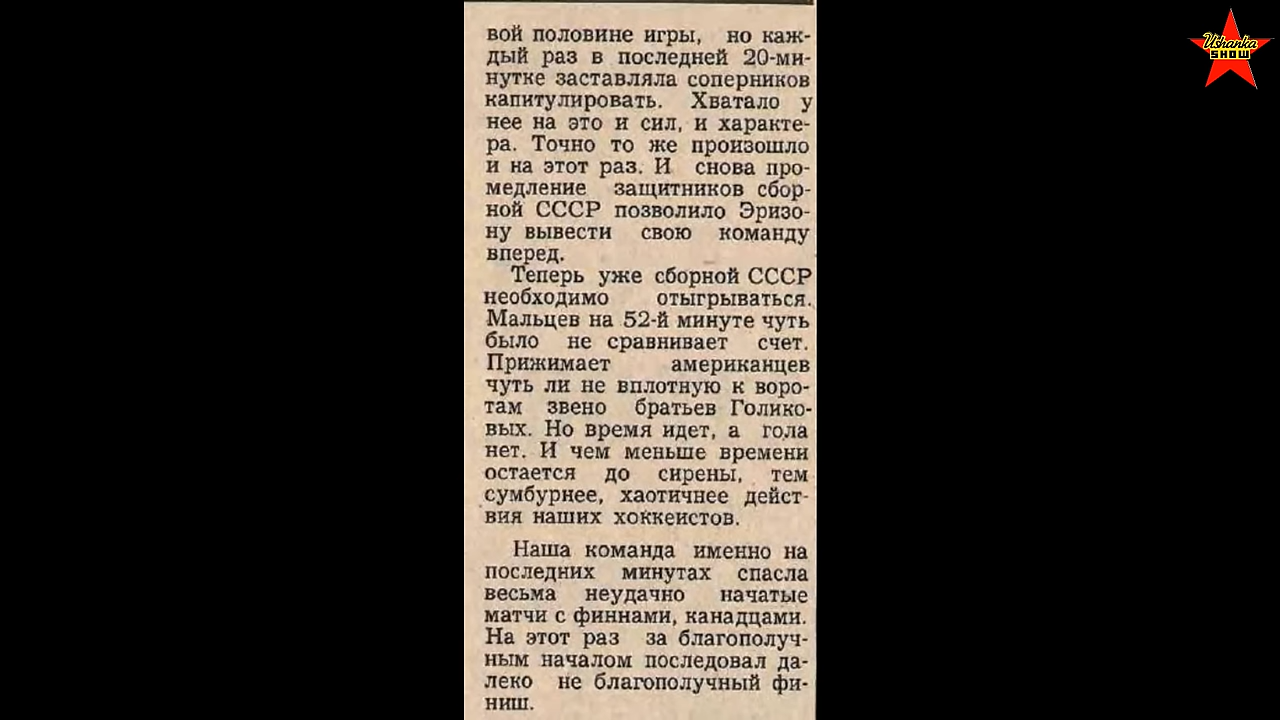 Ushanka
SHOW
вой половине игры, но каж-
дый раз в последней 20-ми-
нутке заставляла соперников
капитулировать. Хватало у
нее на это и сил, и характе-
ра. Точно то же произошло
и на этот раз. И снова про-
медление защитников сбор-
ной СССР позволило Эризо-
ну вывести свою команду
вперед.
Теперь уже сборной СССР
необходимо отыгрываться.
Мальцев на 52-й минуте чуть
было не сравнивает счет.
Прижимает американцев
чуть ли не вплотную к воро-
там звено братьев Голико-
вых. Но время идет, а гола
нет. И чем меньше времени
остается до сирены, тем
сумбурнее, хаотичнее дейст-
вия наших хоккеистов.
Наша команда именно на
последних минутах спасла
весьма неудачно начатые
матчи с финнами, канадцами.
На этот раз за благополуч-
ным началом последовал да-
леко не благополучный фи-
ниш.